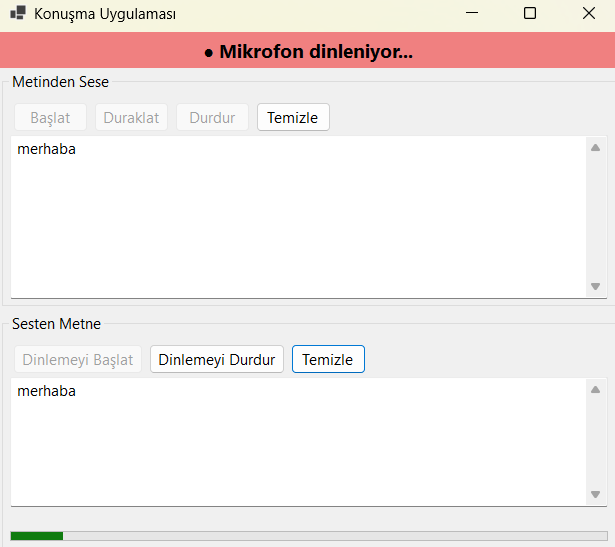 Konuşma Uygulaması
● Mikrofon dinleniyor...
Metinden Sese
Başlat Duraklat Durdur Temizle
merhaba
Sesten Metne
Dinlemeyi Başlat Dinlemeyi Durdur Temizle
merhaba